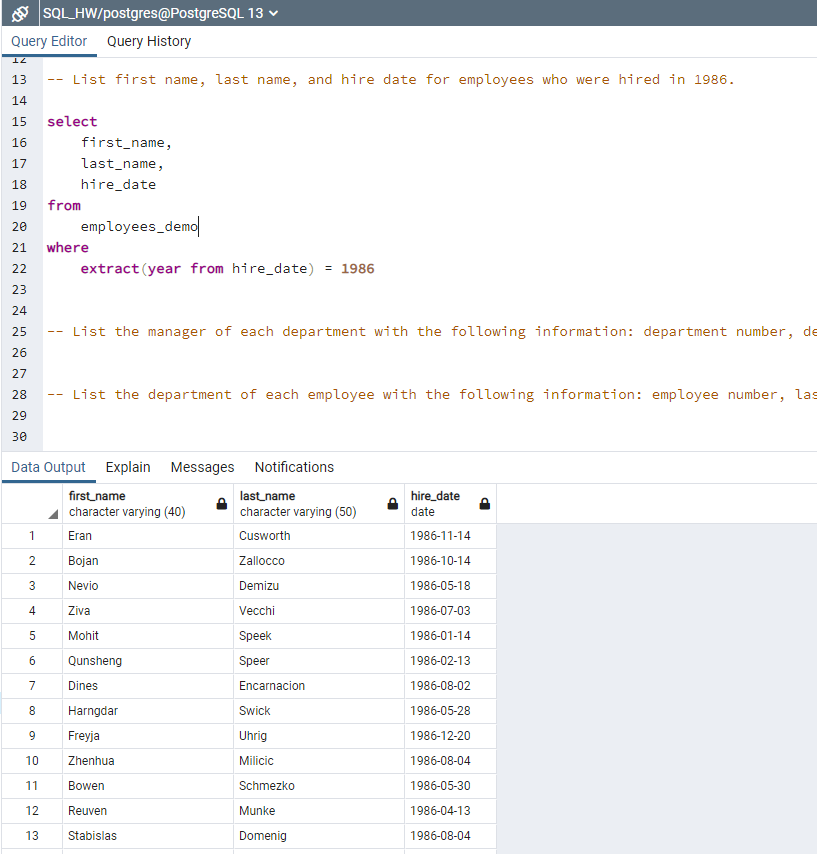 SQL_HW/postgres@PostgreSQL 13
Query Editor Query History
12
13 -- List first name, last name, and hire date for employees who were hired in 1986.
14
15 select
16 first_name,
17 last_name,
18 hire_date
19 from
20 employees_demo
21 where
22 extract(year from hire_date) = 1986
23
24
25 -- List the manager of each department with the following information: department number, de
26
27
28 -- List the department of each employee with the following information: employee number, las
29
30
Data Output Explain Messages Notifications
first_name last_name hire_date
character varying (40) character varying (50) date
1 Eran Cusworth 1986-11-14
2 Bojan Zallocco 1986-10-14
3 Nevio Demizu 1986-05-18
4 Ziva Vecchi 1986-07-03
5 Mohit Speek 1986-01-14
6 Qunsheng Speer 1986-02-13
7 Dines Encarnacion 1986-08-02
8 Harngdar Swick 1986-05-28
9 Freyja Uhrig 1986-12-20
10 Zhenhua Milicic 1986-08-04
11 Bowen Schmezko 1986-05-30
12 Reuven Munke 1986-04-13
13 Stabislas Domenig 1986-08-04